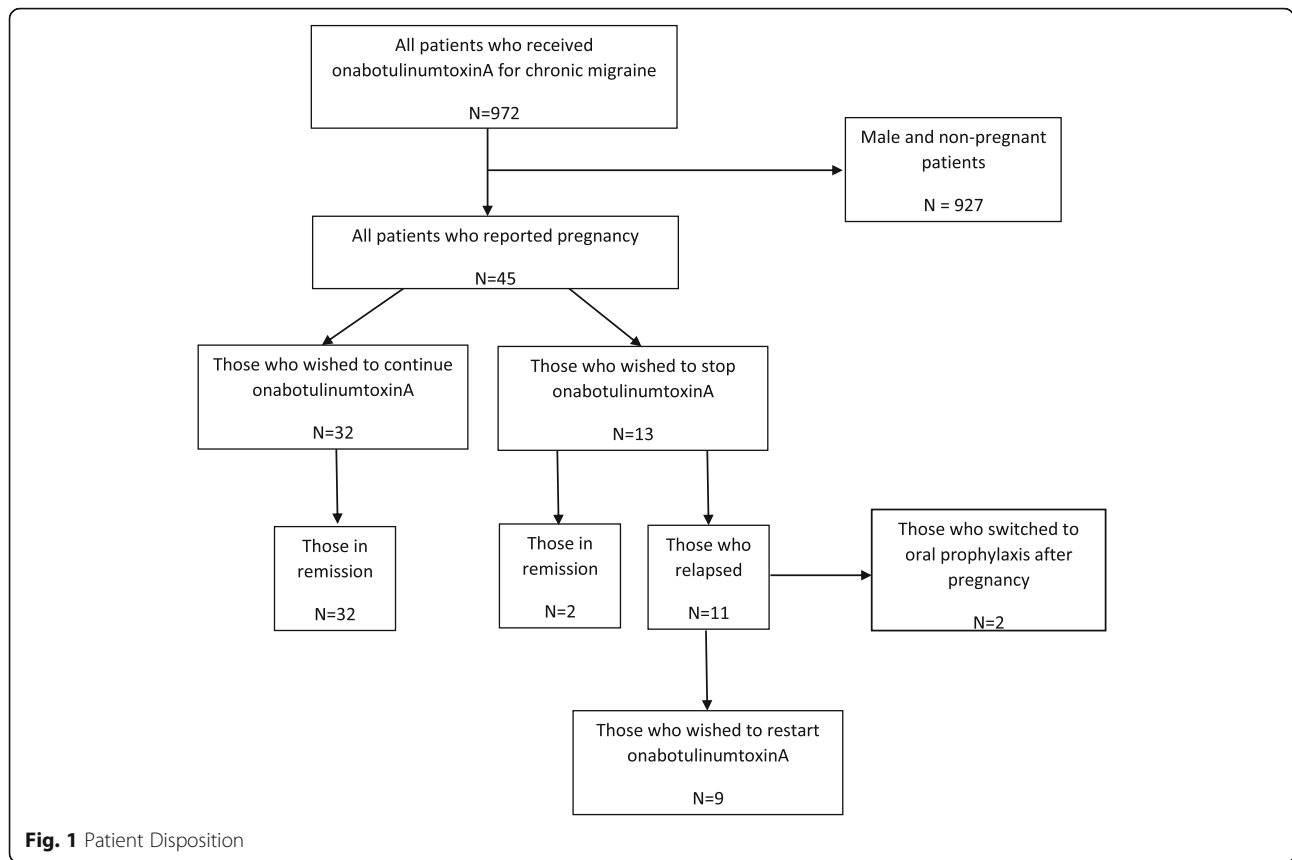 All patients who received
onabotulinumtoxinA for chronic migraine
N=972
Male and non-pregnant
patients
N = 927
All patients who reported pregnancy
N=45
Those who wished to continue
onabotulinumtoxinA
N=32
Those who wished to stop
onabotulinumtoxinA
N=13
Those in
remission
N=32
Those in
remission
N=2
Those who
relapsed
N=11
Those who switched to
oral prophylaxis after
pregnancy
N=2
Those who wished to restart
onabotulinumtoxinA
N=9
Fig. 1 Patient Disposition